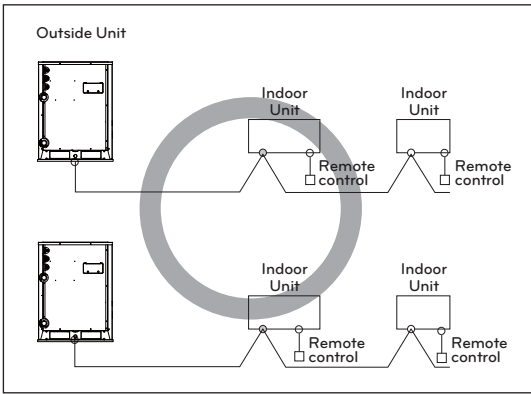 Outside Unit
Indoor
Unit
Indoor
Unit
Remote
control
Remote
control
Indoor
Unit
Indoor
Unit
Remote
control
Remote
control